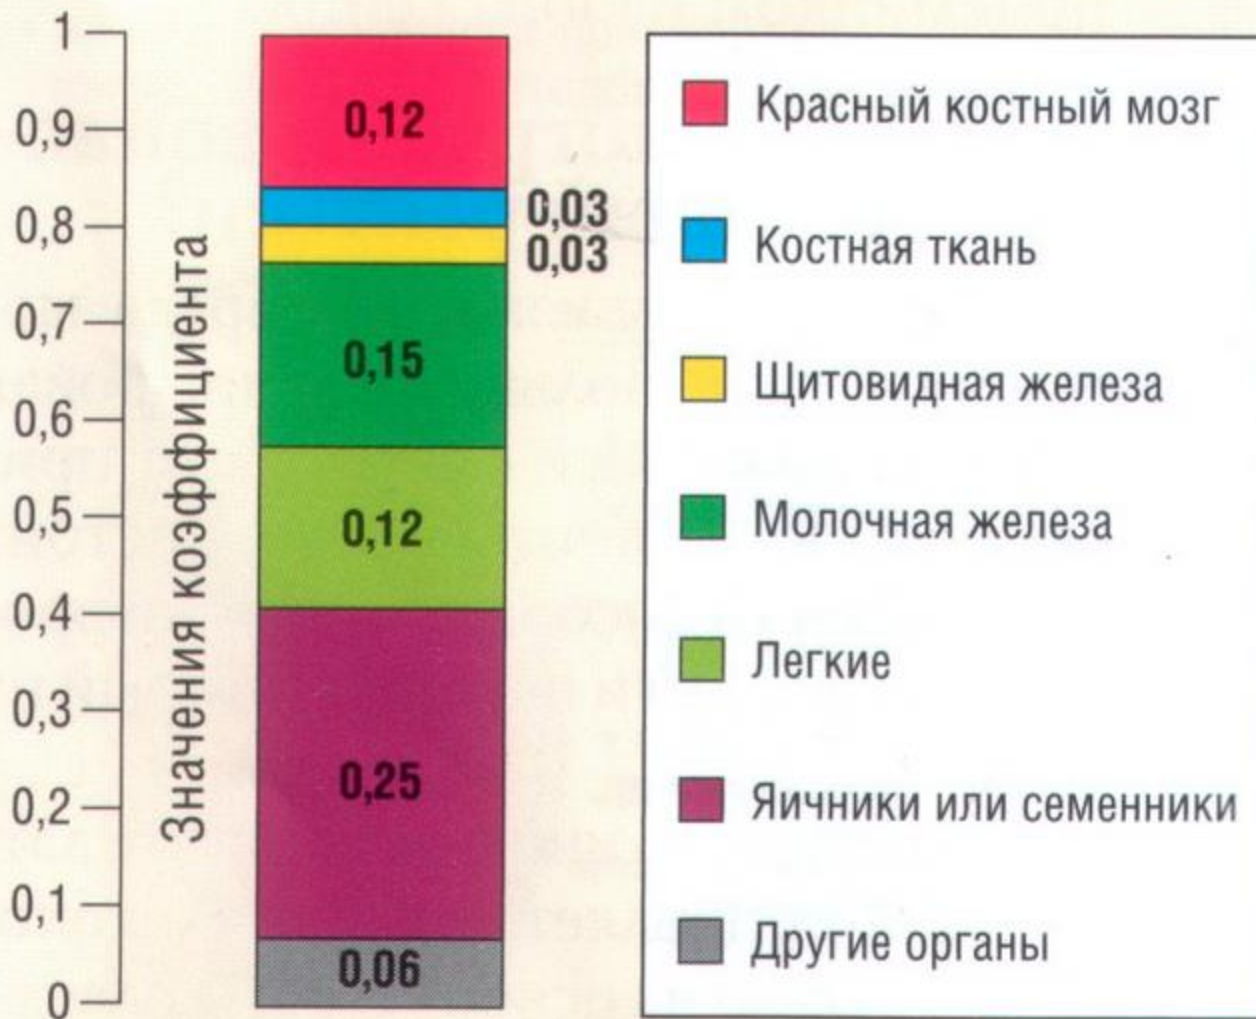 1
0,9
0,8
0,7
0,6
0,5
0,4
0,3
0,2
0,1
0
Значения коэффициента
0,12
0,03
0,03
0,15
0,12
0,25
0,06
Красный костный мозг
Костная ткань
Щитовидная железа
Молочная железа
Легкие
Яичники или семенники
Другие органы